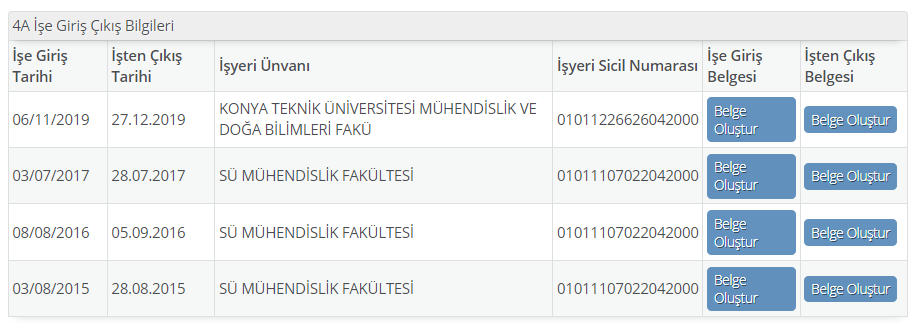 4A İşe Giriş Çıkış Bilgileri
İşe Giriş Tarihi İşten Çıkış Tarihi İşyeri Ünvanı İşyeri Sicil Numarası İşe Giriş Belgesi İşten Çıkış Belgesi
06/11/2019 27.12.2019 KONYA TEKNİK ÜNİVERSİTESİ MÜHENDİSLİK VE DOĞA BİLİMLERİ FAKÜ 01011226626042000 Belge Oluştur Belge Oluştur
03/07/2017 28.07.2017 SÜ MÜHENDİSLİK FAKÜLTESİ 01011107022042000 Belge Oluştur Belge Oluştur
08/08/2016 05.09.2016 SÜ MÜHENDİSLİK FAKÜLTESİ 01011107022042000 Belge Oluştur Belge Oluştur
03/08/2015 28.08.2015 SÜ MÜHENDİSLİK FAKÜLTESİ 01011107022042000 Belge Oluştur Belge Oluştur